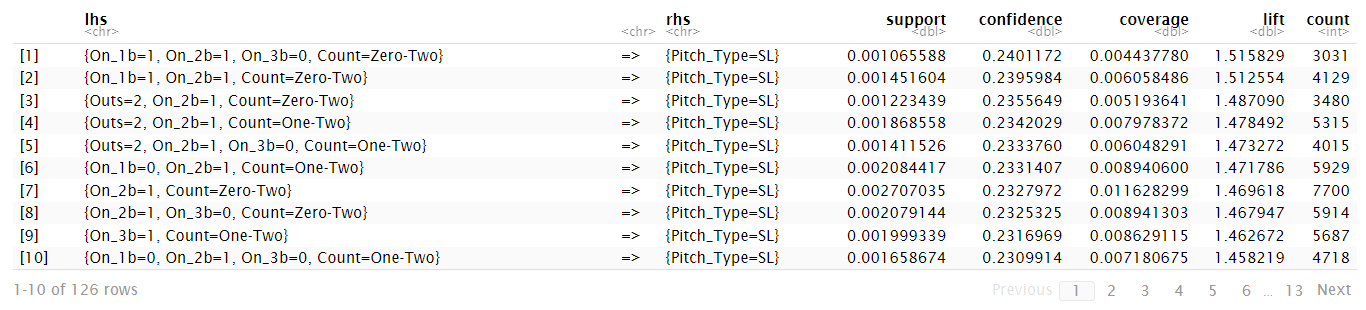 lhs rhs support confidence coverage lift count
<chr> <chr> <chr> <dbl> <dbl> <dbl> <dbl> <int>
[1] {On_1b=1, On_2b=1, On_3b=0, Count=Zero-Two} => {Pitch_Type=SL} 0.001065588 0.2401172 0.004437780 1.515829 3031
[2] {On_1b=1, On_2b=1, Count=Zero-Two} => {Pitch_Type=SL} 0.001451604 0.2395984 0.006058486 1.512554 4129
[3] {Outs=2, On_2b=1, Count=Zero-Two} => {Pitch_Type=SL} 0.001223439 0.2355649 0.005193641 1.487090 3480
[4] {Outs=2, On_2b=1, Count=One-Two} => {Pitch_Type=SL} 0.001868558 0.2342029 0.007978372 1.478492 5315
[5] {Outs=2, On_2b=1, On_3b=0, Count=One-Two} => {Pitch_Type=SL} 0.001411526 0.2333760 0.006048291 1.473272 4015
[6] {On_1b=0, On_2b=1, Count=One-Two} => {Pitch_Type=SL} 0.002084417 0.2331407 0.008940600 1.471786 5929
[7] {On_2b=1, Count=Zero-Two} => {Pitch_Type=SL} 0.002707035 0.2327972 0.011628299 1.469618 7700
[8] {On_2b=1, On_3b=0, Count=Zero-Two} => {Pitch_Type=SL} 0.002079144 0.2325325 0.008941303 1.467947 5914
[9] {On_3b=1, Count=One-Two} => {Pitch_Type=SL} 0.001999339 0.2316969 0.008629115 1.462672 5687
[10] {On_1b=0, On_2b=1, On_3b=0, Count=One-Two} => {Pitch_Type=SL} 0.001658674 0.2309914 0.007180675 1.458219 4718
1-10 of 126 rows Previous 1 2 3 4 5 6 ... 13 Next